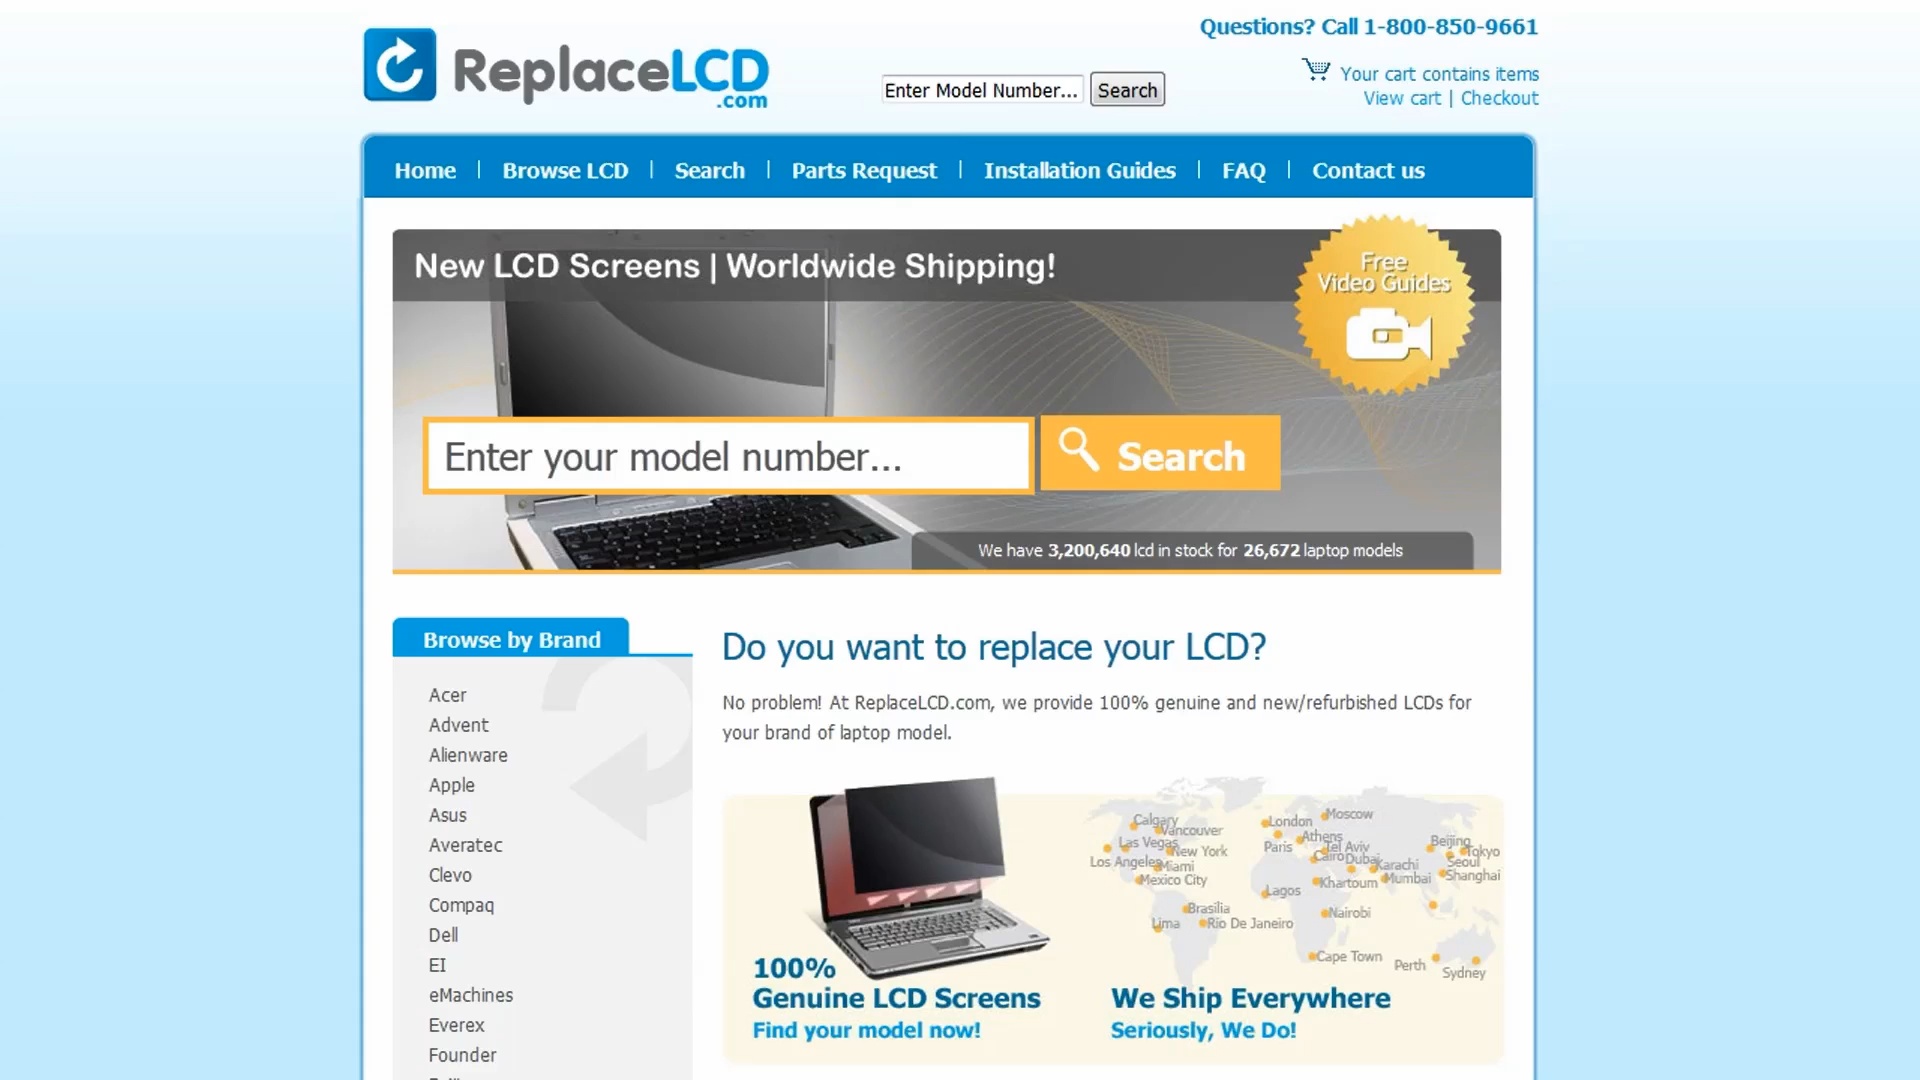 Questions? Call 1-800-850-9661
ReplaceLCD
.com
Enter Model Number...
Search
Your cart contains items
View cart | Checkout
Home | Browse LCD | Search | Parts Request | Installation Guides | FAQ | Contact us
New LCD Screens | Worldwide Shipping!
Free
Video Guides
Enter your model number...
Search
We have 3,200,640 lcd in stock for 26,672 laptop models
Browse by Brand
Acer
Advent
Alienware
Apple
Asus
Averatec
Clevo
Compaq
Dell
EI
eMachines
Everex
Founder
Do you want to replace your LCD?
No problem! At ReplaceLCD.com, we provide 100% genuine and new/refurbished LCDs for
your brand of laptop model.
100%
Genuine LCD Screens
Find your model now!
Calgary
Vancouver
Las Vegas
New York
Los Angeles
Miami
Mexico City
Brasilia
Lima
Rio De Janeiro
London
Moscow
Athens
Paris
Tel Aviv
Cairo
Dubai
Karachi
Beijing
Tokyo
Seoul
Shanghai
Mumbai
Khartoum
Lagos
Nairobi
Cape Town
Perth
Sydney
We Ship Everywhere
Seriously, We Do!